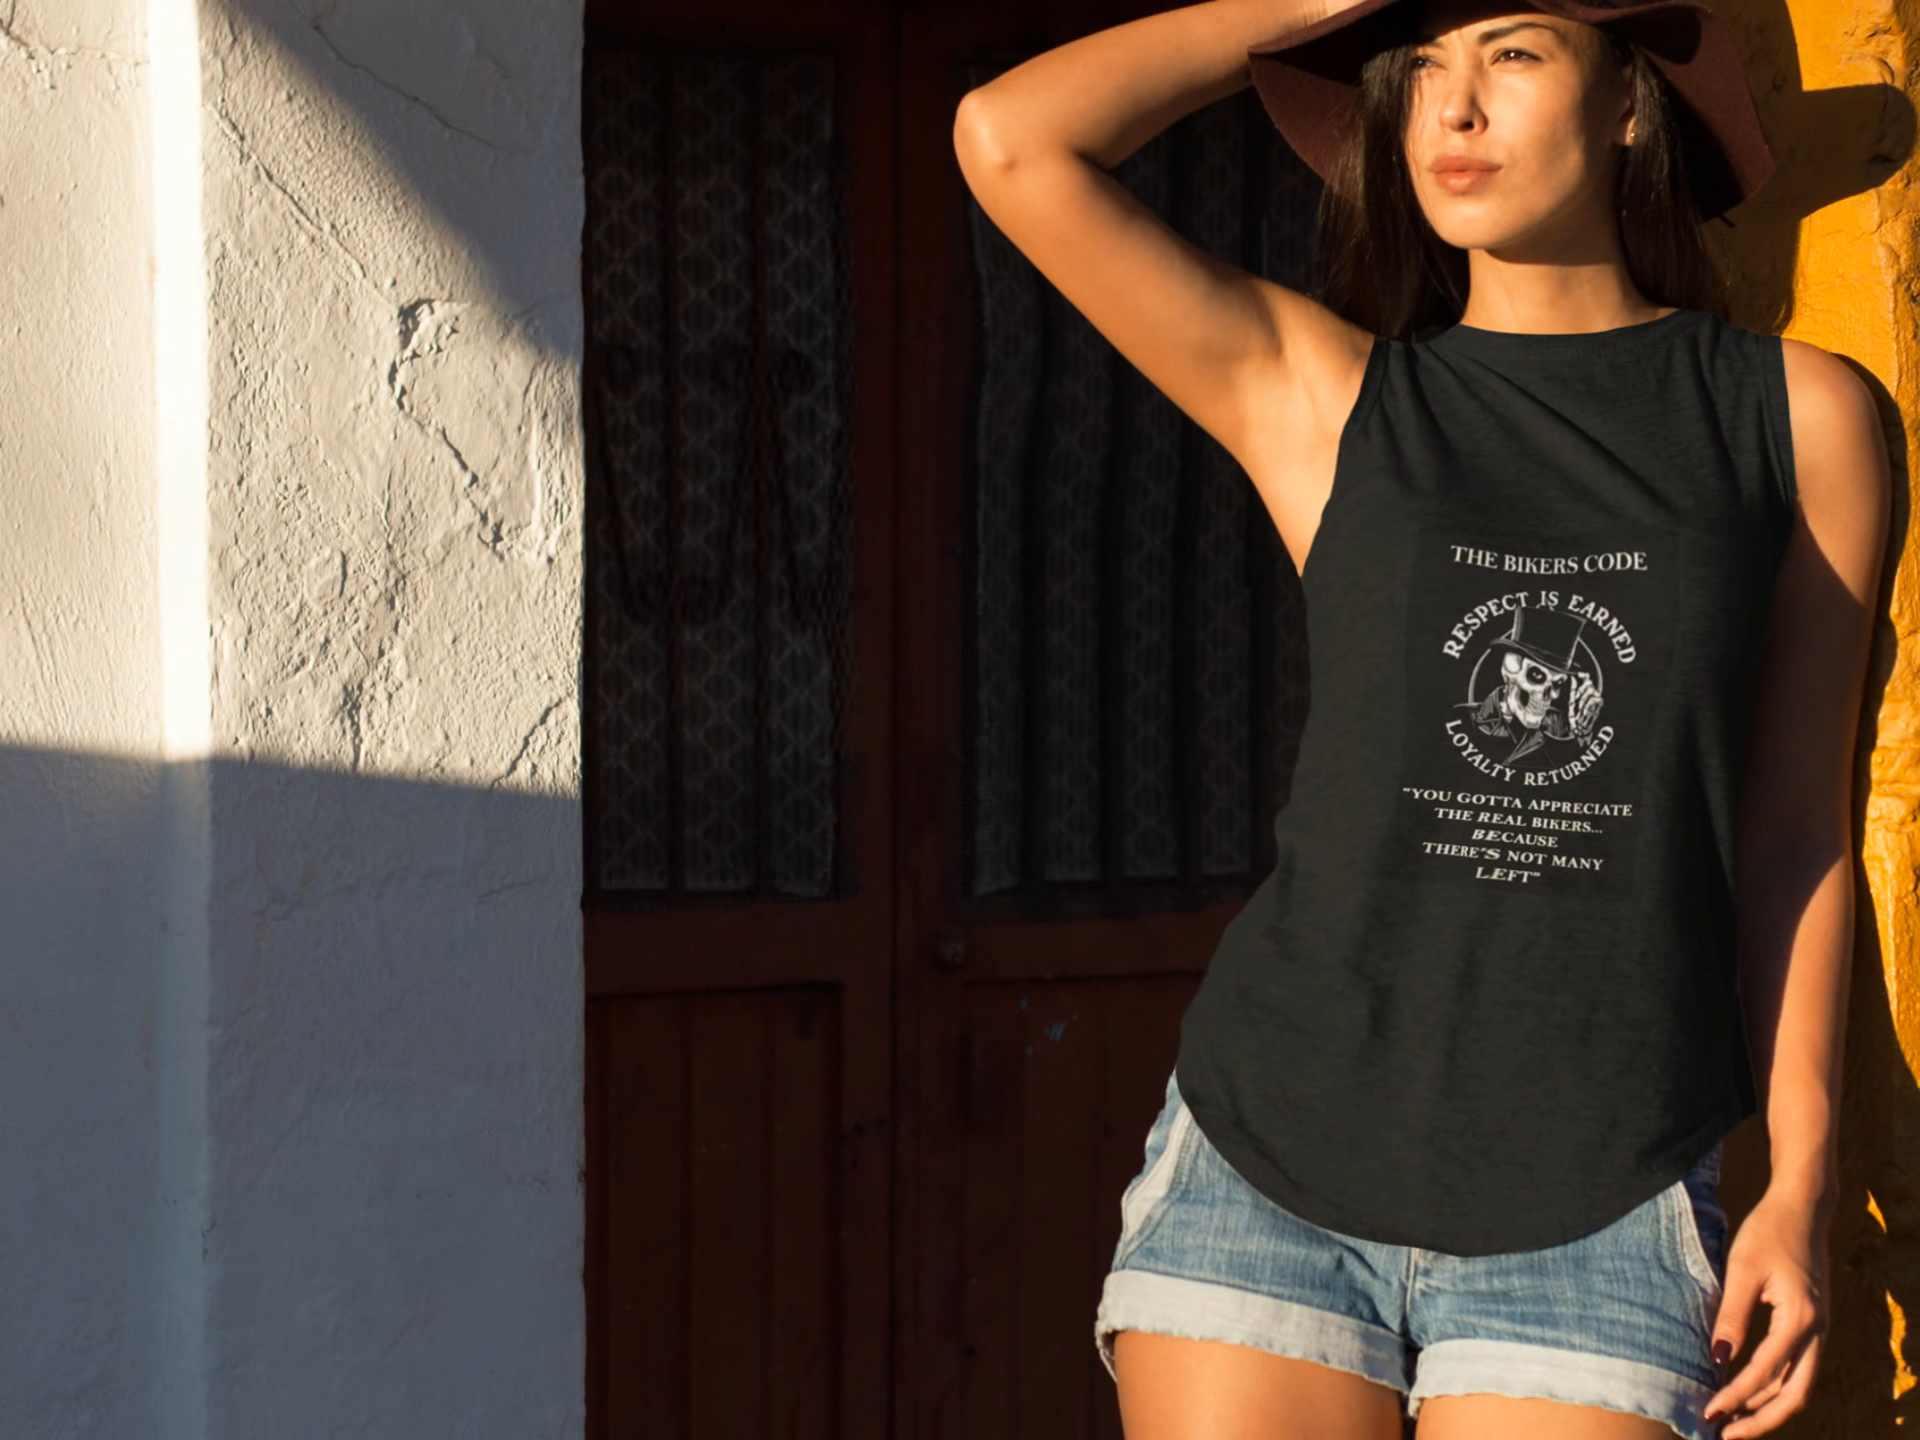 THE BIKERS CODE
RESPECT IS EARNED
LOYALTY RETURNED
"YOU GOTTA APPRECIATE
THE REAL BIKERS...
BECAUSE
THERE'S NOT MANY
LEFT"